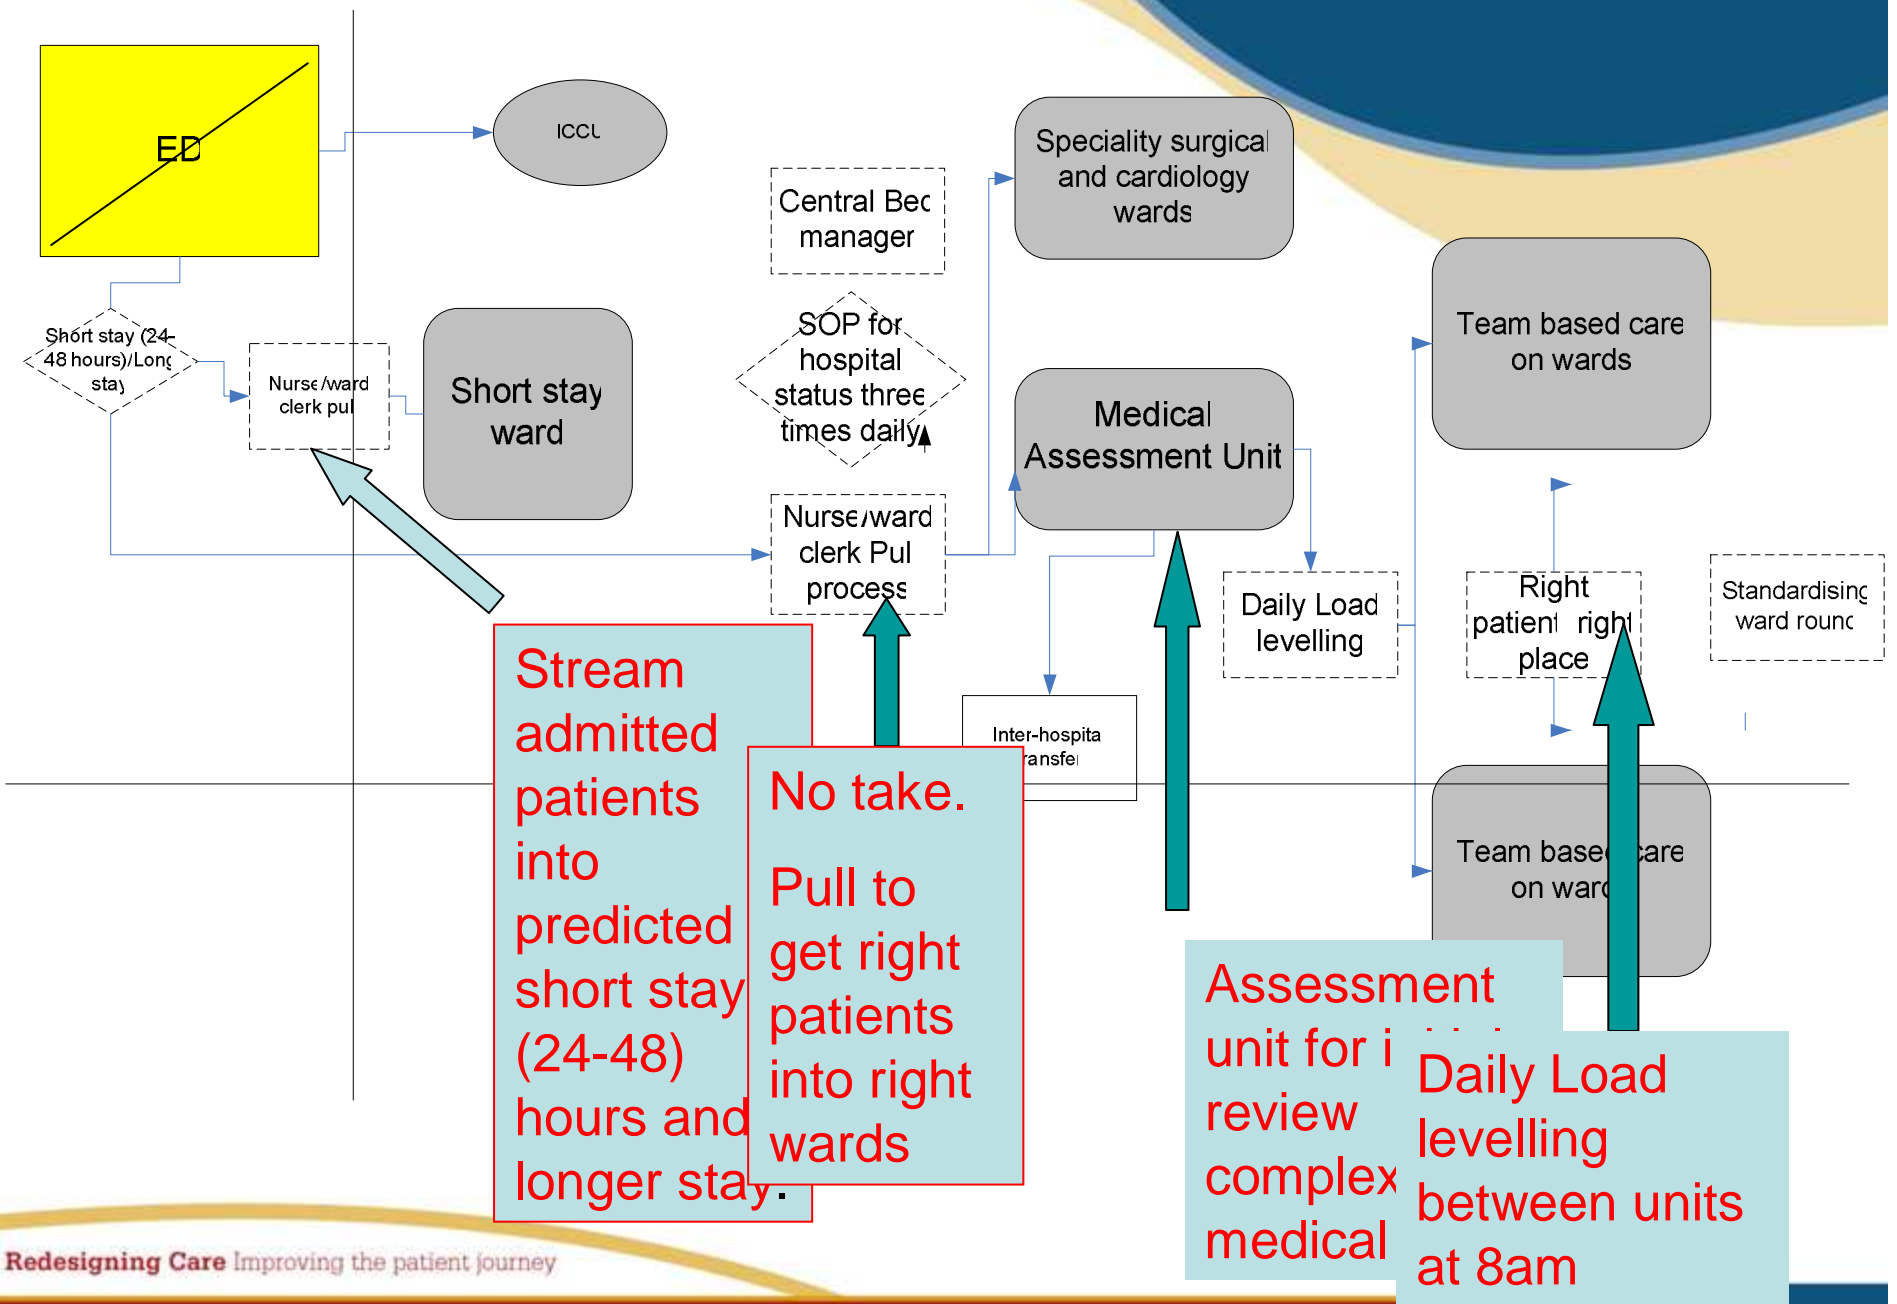 ED
ICCU
Speciality surgical
and cardiology
wards
Central Bed
manager
Short stay (24-
48 hours)/Long
stay
Nurse/ward
clerk pull
Short stay
ward
SOP for
hospital
status three
times daily
Team based care
on wards
Medical
Assessment Unit
Nurse/ward
clerk Pull
process
Daily Load
levelling
Right
patient right
place
Standardising
ward round
Inter-hospital
transfer
Team based care
on wards
Stream
admitted
patients
into
predicted
short stay
(24-48)
hours and
longer stay.
No take.
Pull to
get right
patients
into right
wards
Assessment
unit for
review
complex
medical
Daily Load
levelling
between units
at 8am
Redesigning Care Improving the patient journey